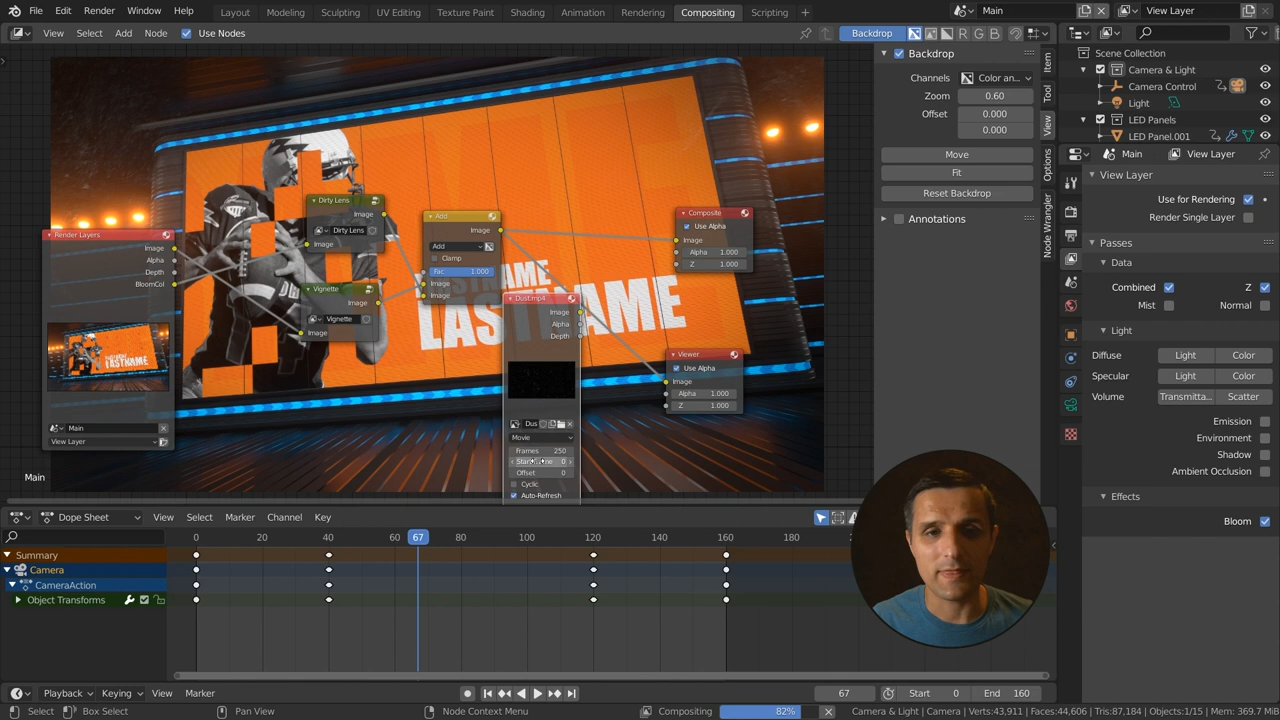 File Edit Render Window Help Layout Modeling Sculpting UV Editing Texture Paint Shading Animation Rendering Compositing Scripting + Main View Layer
View Select Add Node Use Nodes Backdrop R G B
Backdrop
Channels Color an...
Zoom 0.60
Offset 0.000
0.000
Move
Fit
Reset Backdrop
Annotations
Item
Tool
View
Options
Node Wrangler
Scene Collection
Camera & Light
Camera Control
Light
LED Panels
LED Panel.001
Main View Layer
View Layer
Use for Rendering
Render Single Layer
Passes
Data
Combined Z
Mist Normal
Light
Diffuse Light Color
Specular Light Color
Volume Transmitta... Scatter
Emission
Environment
Shadow
Ambient Occlusion
Effects
Bloom
Render Layers
Image
Alpha
Depth
BloomCol
Main
View Layer
Dirty Lens
Image
Dirty Lens
Image
Vignette
Image
Vignette
Image
Add
Image
Add
Clamp
Fac 1.000
Image
Image
LASTNAME
Dust.mp4
Image
Alpha
Depth
Dus
Movie
Frames 250
0
Offset 0
Cyclic
Auto-Refresh
Composite
Use Alpha
Image
Alpha 1.000
Z 1.000
Viewer
Use Alpha
Image
Alpha 1.000
Z 1.000
Main
Dope Sheet View Select Marker Channel Key
0 20 40 67 80 100 120 140 160 180
Summary
Camera
CameraAction
Object Transforms
Playback Keying View Marker 67 Start 0 End 160
Select Box Select Pan View Node Context Menu Compositing 82% Camera & Light | Camera | Verts:43,911 | Faces:44,606 | Tris:87,184 | Objects:1/15 | Mem: 369.7 MiB